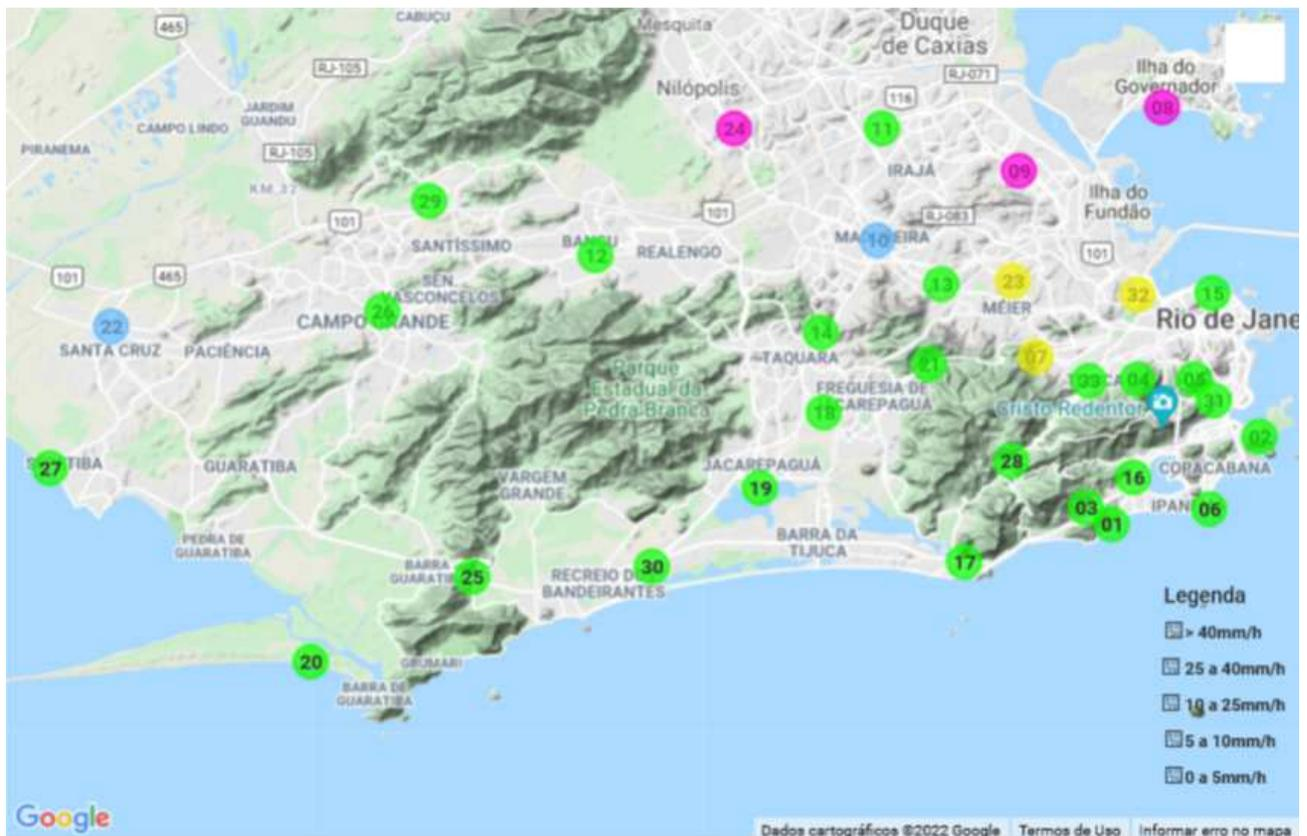 465
CABUÇU
Mesquita
Duque
de Caxias
RJ-105
RJ-071
Ilha do
Governador
Nilópolis
116
08
JARDIM
GUANDU
CAMPO LINDO
24
11
PIRANEMA
RJ-105
IRAJÁ
09
KM 32
29
Ilha do
Fundão
101
101
RJ-083
SANTÍSSIMO
12
REALENGO
10
101
101
465
SEN.
VASCONCELOS
13
23
32
15
26
CAMPO GRANDE
MÉIER
22
14
Rio de Jane
SANTA CRUZ
PACIÊNCIA
TAQUARA
07
21
Parque
Estadual da
Pedra Branca
33
04
05
FREGUESIA DE
18
31
Cristo Redentor
02
27
GUARATIBA
JACAREPAGUÁ
28
COPACABANA
VARGEM
GRANDE
19
16
03
06
01
PEDRA DE
GUARATIBA
BARRA DA
TIJUCA
17
BARRA
25
30
RECREIO DOS
BANDEIRANTES
20
GRUMARI
BARRA DE
GUARATIBA
Legenda
> 40mm/h
25 a 40mm/h
10 a 25mm/h
5 a 10mm/h
0 a 5mm/h
Google
Dados cartográficos ©2022 Google
Termos de Uso
Informar erro no mapa